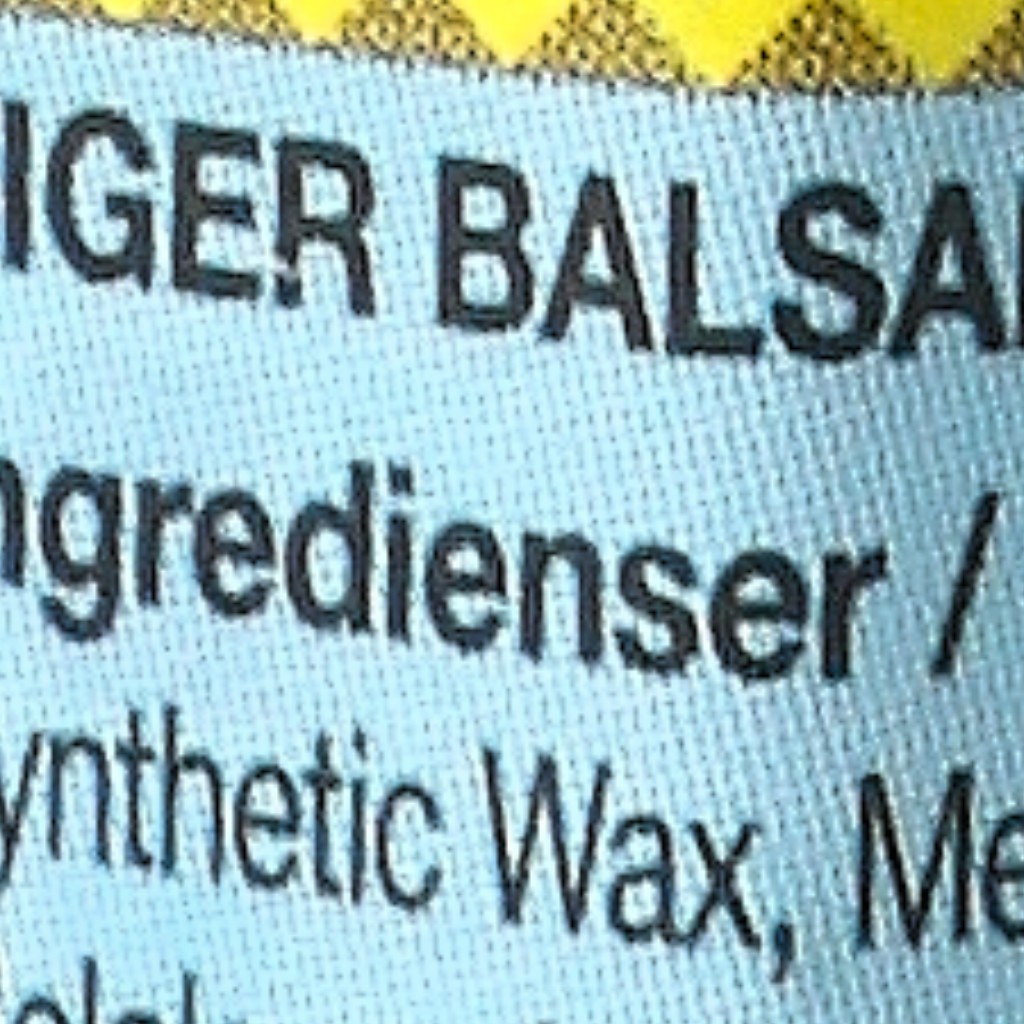 IGER BALSA
ngredienser /
ynthetic Wax, Me